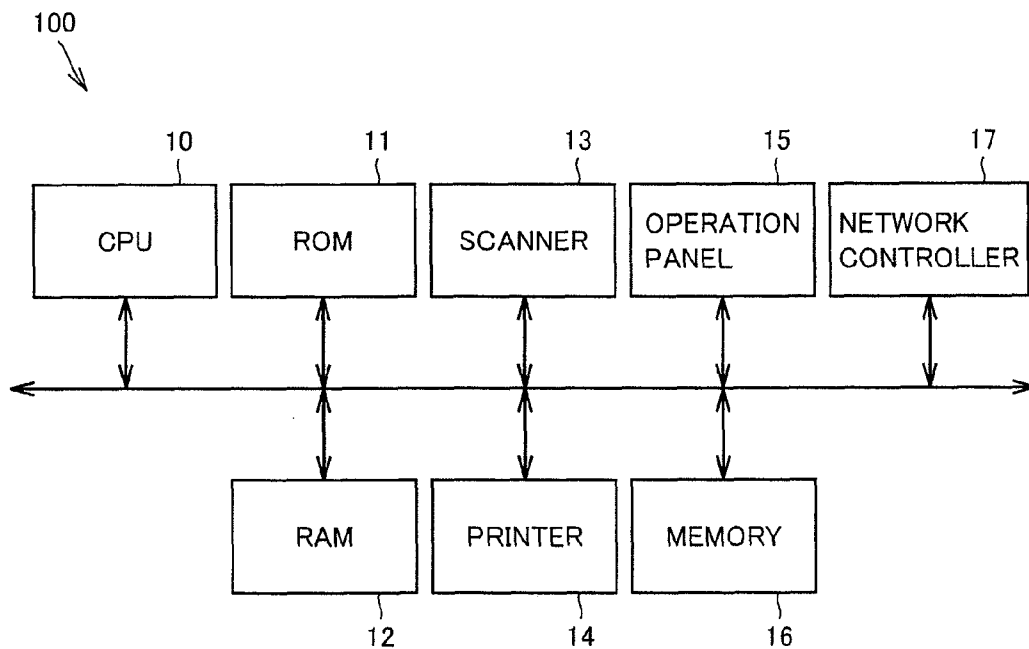 100
10
11
13
15
17
CPU
ROM
SCANNER
OPERATION
PANEL
NETWORK
CONTROLLER
RAM
PRINTER
MEMORY
12
14
16